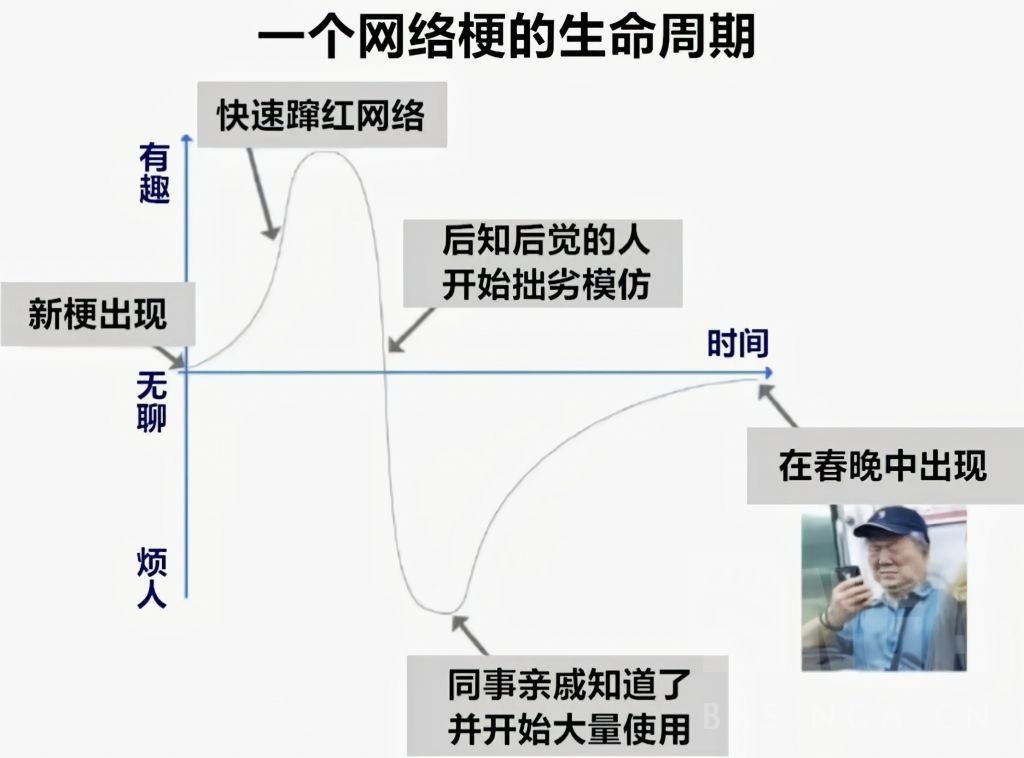 一个网络梗的生命周期
快速蹿红网络
有趣
后知后觉的人
开始拙劣模仿
新梗出现
时间
无聊
在春晚中出现
烦人
同事亲戚知道了
并开始大量使用